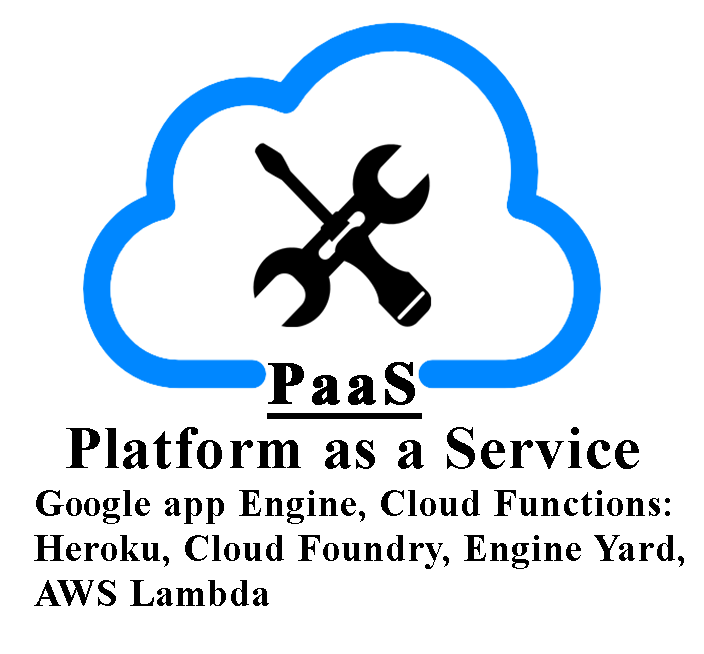 PaaS
Platform as a Service
Google app Engine, Cloud Functions:
Heroku, Cloud Foundry, Engine Yard,
AWS Lambda